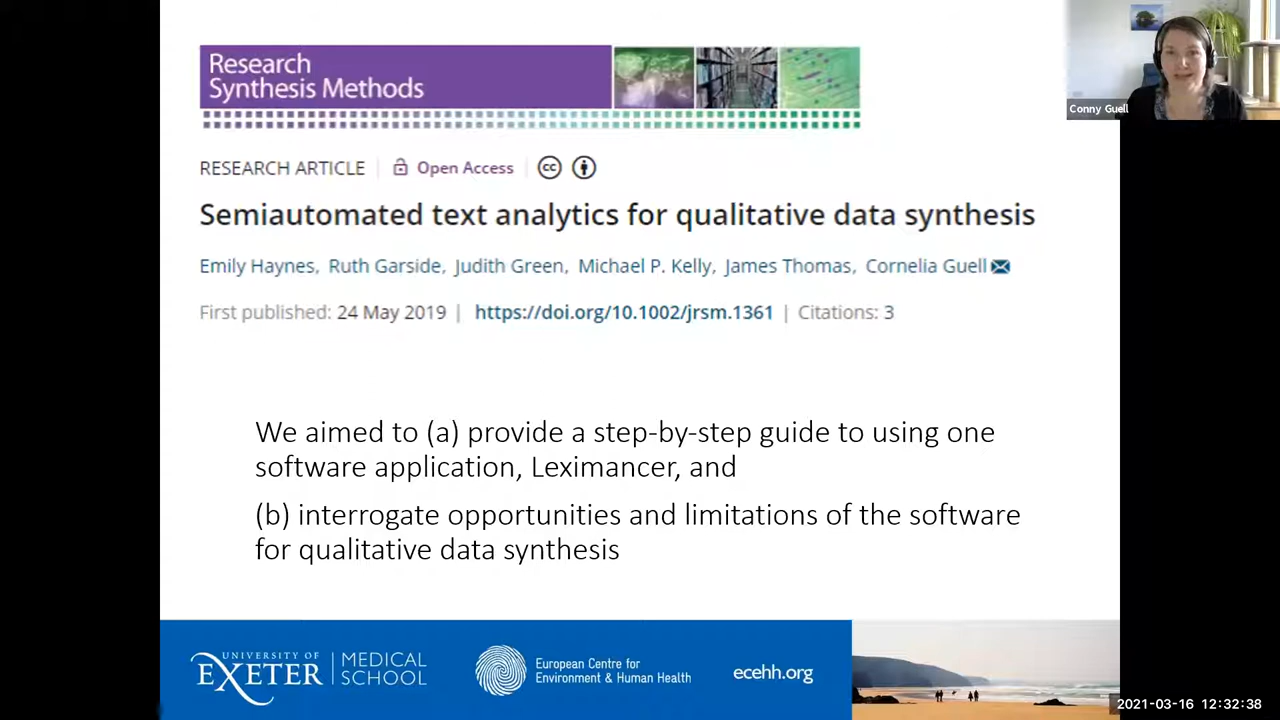 Research
Synthesis Methods
Conny Guell
RESEARCH ARTICLE | Open Access | cc
Semiautomated text analytics for qualitative data synthesis
Emily Haynes, Ruth Garside, Judith Green, Michael P. Kelly, James Thomas, Cornelia Guell
First published: 24 May 2019 | https://doi.org/10.1002/jrsm.1361 | Citations: 3
We aimed to (a) provide a step-by-step guide to using one
software application, Leximancer, and
(b) interrogate opportunities and limitations of the software
for qualitative data synthesis
UNIVERSITY OF
EXETER
MEDICAL
SCHOOL
European Centre for
Environment & Human Health
ecehh.org
2021-03-16 12:32:38